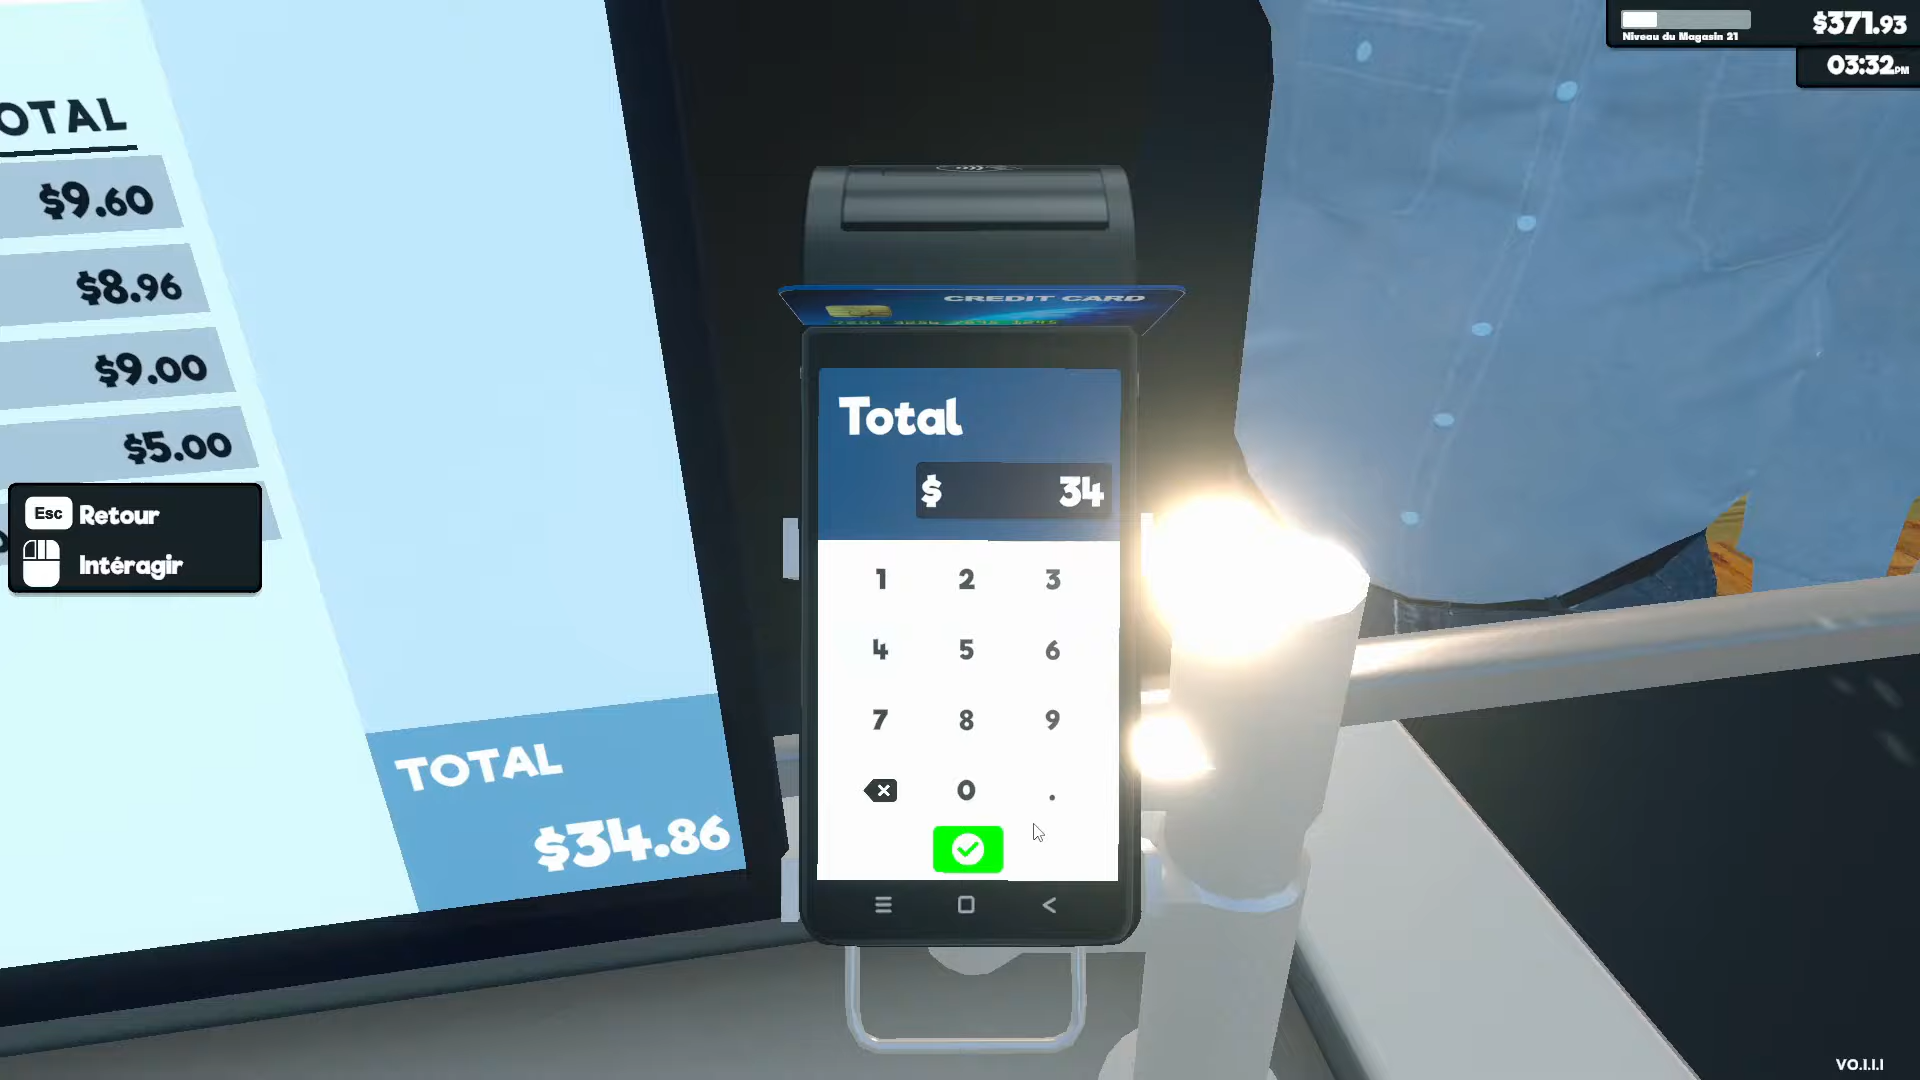 Niveau du Magasin 21
$371.93
03:32PM
OTAL
$9.60
$8.96
$9.00
$5.00
Esc Retour
Intéragir
TOTAL
$34.86
CREDIT CARD
Total
$ 34
1 2 3
4 5 6
7 8 9
0 .
V0.1.1.1